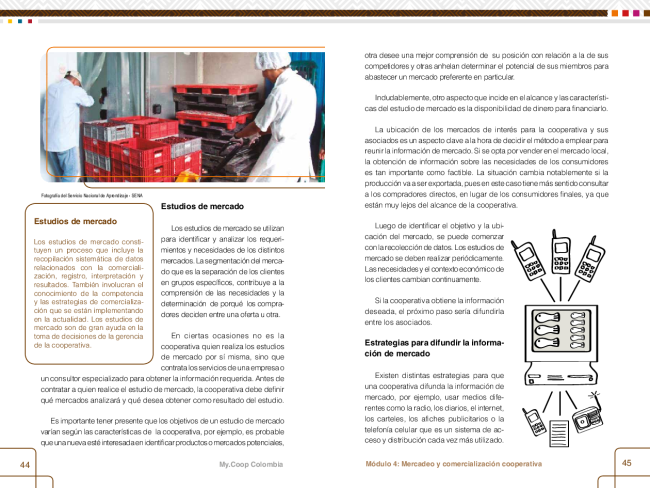 Fotografía del Servicio Nacional de Aprendizaje - SENA
Estudios de mercado
Los estudios de mercado consti-
tuyen un proceso que incluye la
recopilación sistemática de datos
relacionados con la comerciali-
zación, registro, interpretación y
resultados. También involucran el
conocimiento de la competencia
y las estrategias de comercializa-
ción que se están implementando
en la actualidad. Los estudios de
mercado son de gran ayuda en la
toma de decisiones de la gerencia
de la cooperativa.
Estudios de mercado
Los estudios de mercado se utilizan
para identificar y analizar los requeri-
mientos y necesidades de los distintos
mercados. La segmentación del merca-
do que es la separación de los clientes
en grupos específicos, contribuye a la
comprensión de las necesidades y la
determinación de porqué los compra-
dores deciden entre una oferta u otra.
En ciertas ocasiones no es la
cooperativa quien realiza los estudios
de mercado por sí misma, sino que
contrata los servicios de una empresa o
un consultor especializado para obtener la información requerida. Antes de
contratar a quien realice el estudio de mercado, la cooperativa debe definir
qué mercados analizará y qué desea obtener como resultado del estudio.
Es importante tener presente que los objetivos de un estudio de mercado
varían según las características de la cooperativa, por ejemplo, es probable
que una nueva esté interesada en identificar productos o mercados potenciales,
44
My.Coop Colombia
otra desee una mejor comprensión de su posición con relación a la de sus
competidores y otras anhelan determinar el potencial de sus miembros para
abastecer un mercado preferente en particular.
Indudablemente, otro aspecto que incide en el alcance y las característi-
cas del estudio de mercado es la disponibilidad de dinero para financiarlo.
La ubicación de los mercados de interés para la cooperativa y sus
asociados es un aspecto clave a la hora de decidir el método a emplear para
reunir la información de mercado. Si se opta por vender en el mercado local,
la obtención de información sobre las necesidades de los consumidores
es tan importante como factible. La situación cambia notablemente si la
producción va a ser exportada, pues en este caso tiene más sentido consultar
a los compradores directos, en lugar de los consumidores finales, ya que
están muy lejos del alcance de la cooperativa.
Luego de identificar el objetivo y la ubi-
cación del mercado, se puede comenzar
con la recolección de datos. Los estudios de
mercado se deben realizar periódicamente.
Las necesidades y el contexto económico de
los clientes cambian continuamente.
Si la cooperativa obtiene la información
deseada, el próximo paso sería difundirla
entre los asociados.
Estrategias para difundir la informa-
ción de mercado
Existen distintas estrategias para que
una cooperativa difunda la información de
mercado, por ejemplo, usar medios dife-
rentes como la radio, los diarios, el internet,
los carteles, los afiches publicitarios o la
telefonía celular que es un sistema de ac-
ceso y distribución cada vez más utilizado.
Módulo 4: Mercadeo y comercialización cooperativa
45